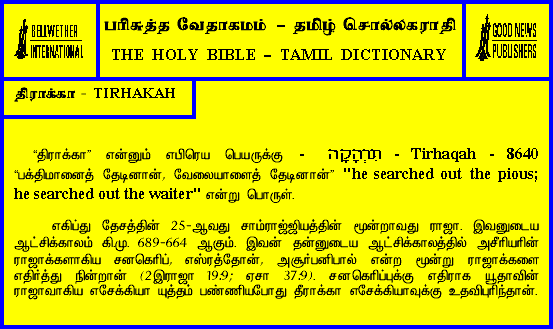 BELLWETHER
INTERNATIONAL
பரிசுத்த வேதாகமம் – தமிழ் சொல்லகராதி
THE HOLY BIBLE – TAMIL DICTIONARY
GOOD NEWS
PUBLISHERS
திராக்கா - TIRHAKAH
“திராக்கா” என்னும் எபிரெய பெயருக்கு - תִּרְהָקָה - Tirhaqah - 8640
“பக்திமானைத் தேடினான், வேலையாளைத் தேடினான்” "he searched out the pious;
he searched out the waiter" என்று பொருள்.
எகிப்து தேசத்தின் 25-ஆவது சாம்ராஜ்ஜியத்தின் மூன்றாவது ராஜா. இவனுடைய
ஆட்சிக்காலம் கி.மு. 689-664 ஆகும். இவன் தன்னுடைய ஆட்சிக்காலத்தில் அசீரியரின்
ராஜாக்களாகிய சனகெரிப், எஸ்ரத்தோன், அசூர்பனிபால் என்ற மூன்று ராஜாக்களை
எதிர்த்து நின்றான் (2இராஜா 19:9; ஏசா 37:9). சனகெரிப்புக்கு எதிராக யூதாவின்
ராஜாவாகிய எசேக்கியா யுத்தம் பண்ணியபோது தீராக்கா எசேக்கியாவுக்கு உதவிபுரிந்தான்.